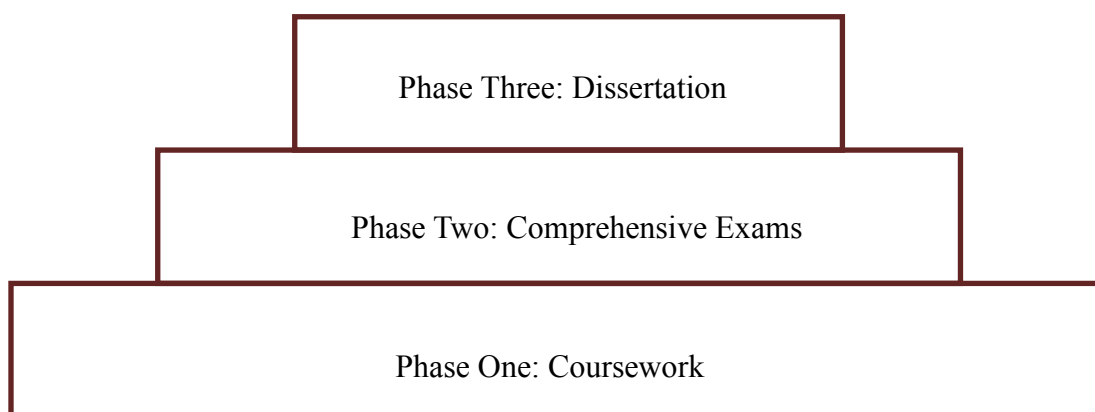 Phase Three: Dissertation
Phase Two: Comprehensive Exams
Phase One: Coursework